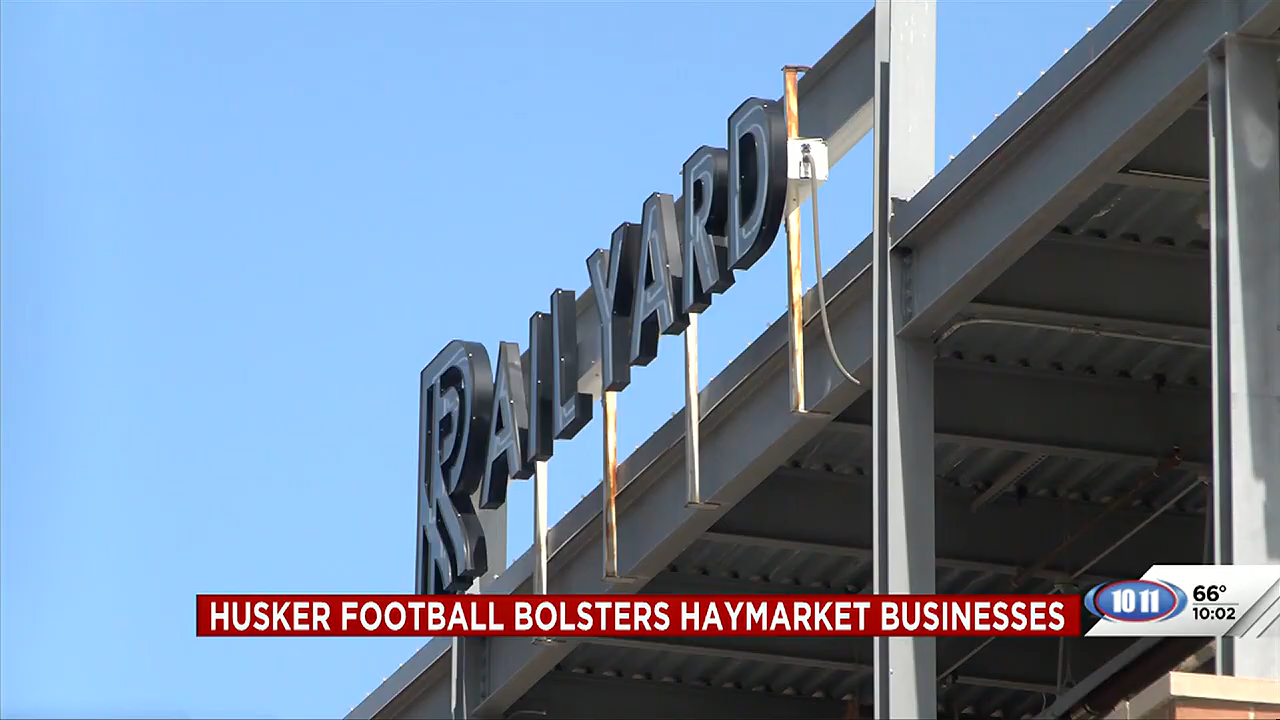 RAILYARD
HUSKER FOOTBALL BOLSTERS HAYMARKET BUSINESSES
10 11
66°
10:02